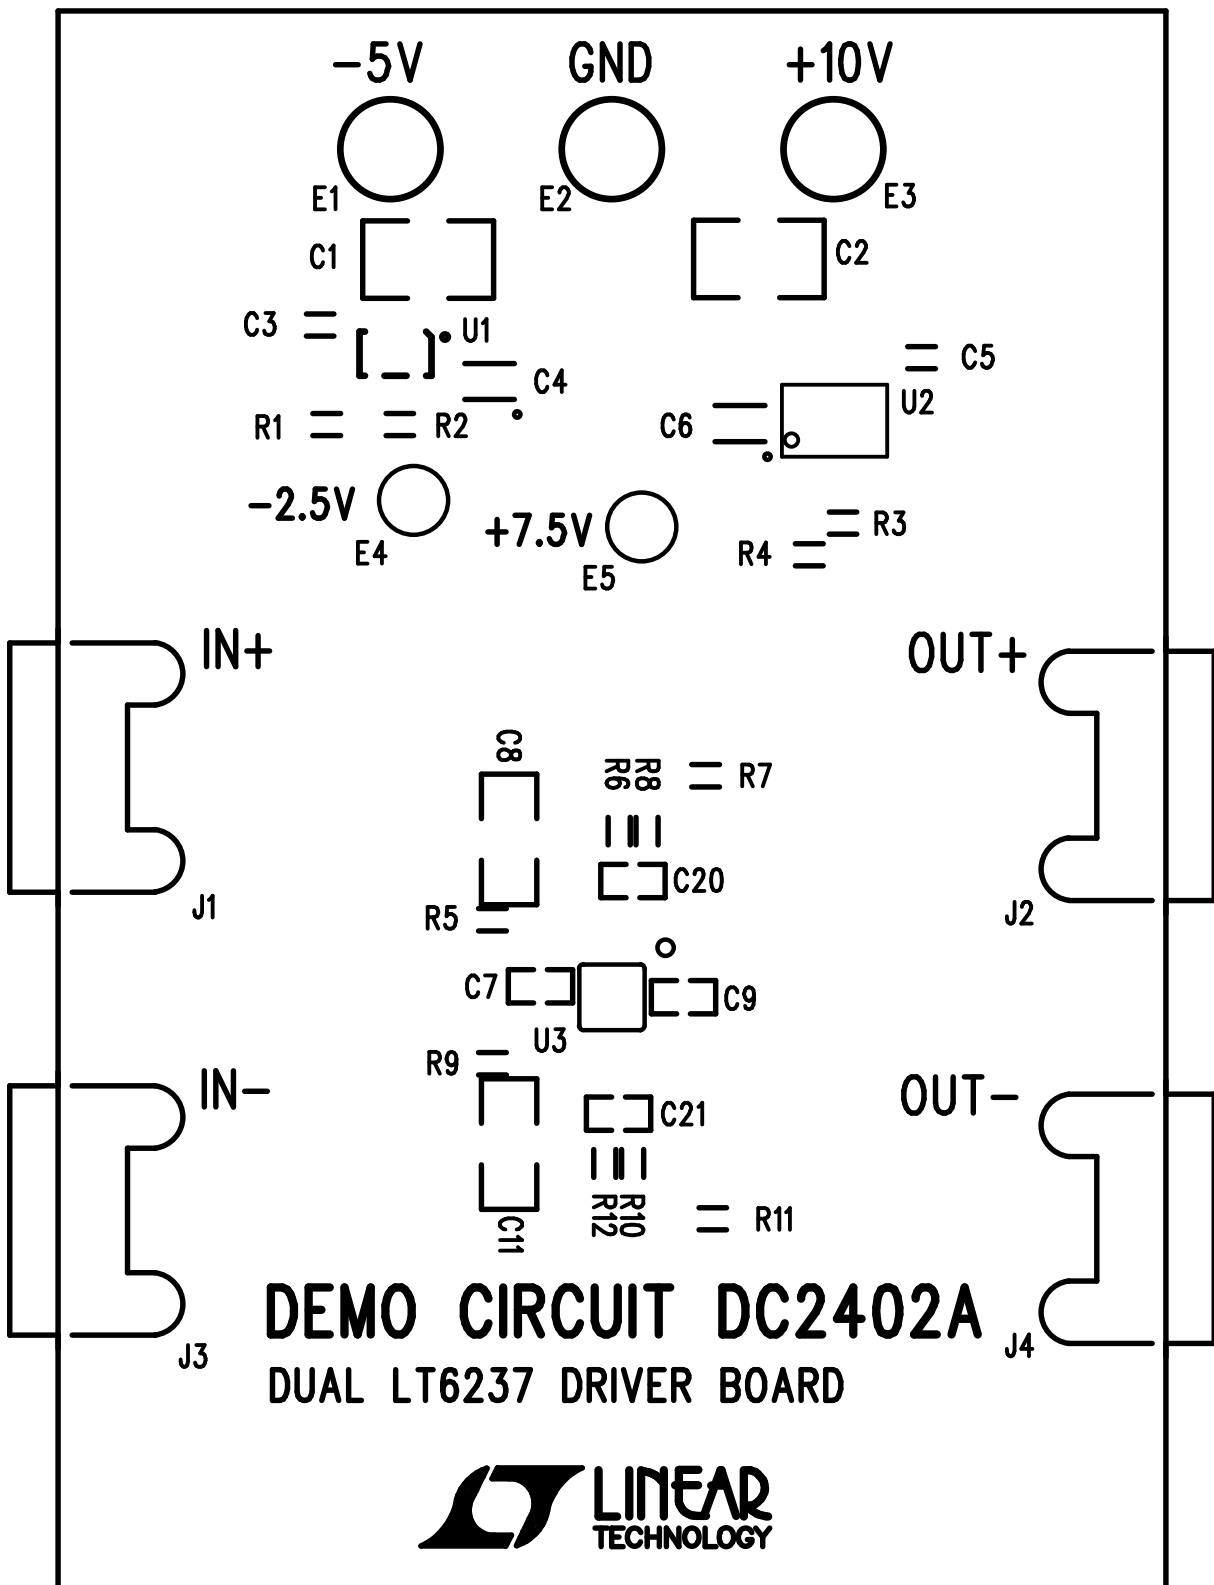 -5V GND +10V
E1 E2 E3
C1 C2
C3 U1
C5
C4
U2
R1 R2 C6
-2.5V
+7.5V R3
E4 R4
E5
IN+ OUT+
C8
R6 R8 R7
C20
J1 R5 J2
C7 C9
U3
R9
IN- OUT-
C21
R12 R10 R11
C11
DEMO CIRCUIT DC2402A
J3 J4
DUAL LT6237 DRIVER BOARD
LINEAR
TECHNOLOGY